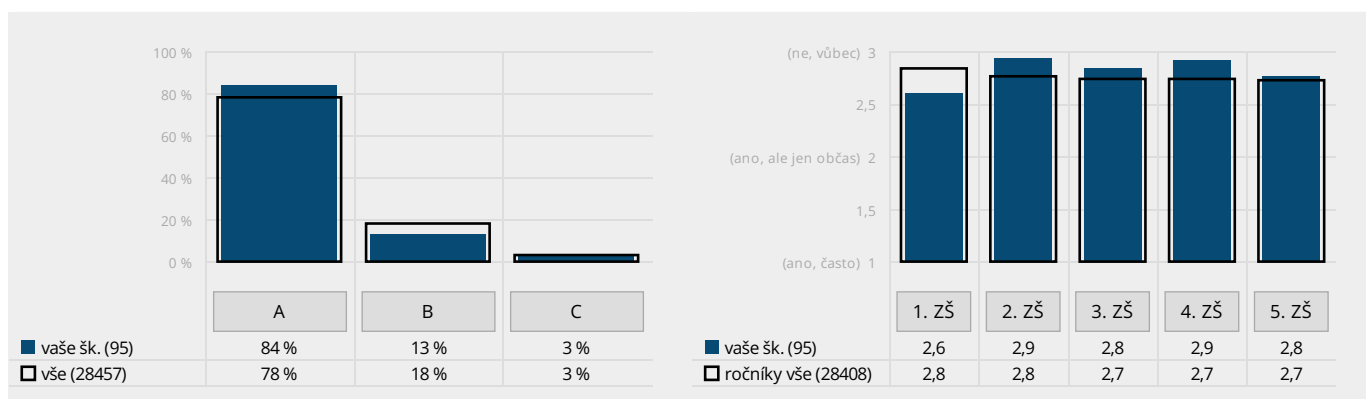 100 %
80 %
60 %
40 %
20 %
0 %
A B C
vaše šk. (95) 84 % 13 % 3 %
vše (28457) 78 % 18 % 3 %
(ne, vůbec) 3
2,5
(ano, ale jen občas) 2
1,5
(ano, často) 1
1. ZŠ 2. ZŠ 3. ZŠ 4. ZŠ 5. ZŠ
vaše šk. (95) 2,6 2,9 2,8 2,9 2,8
ročníky vše (28408) 2,8 2,8 2,7 2,7 2,7